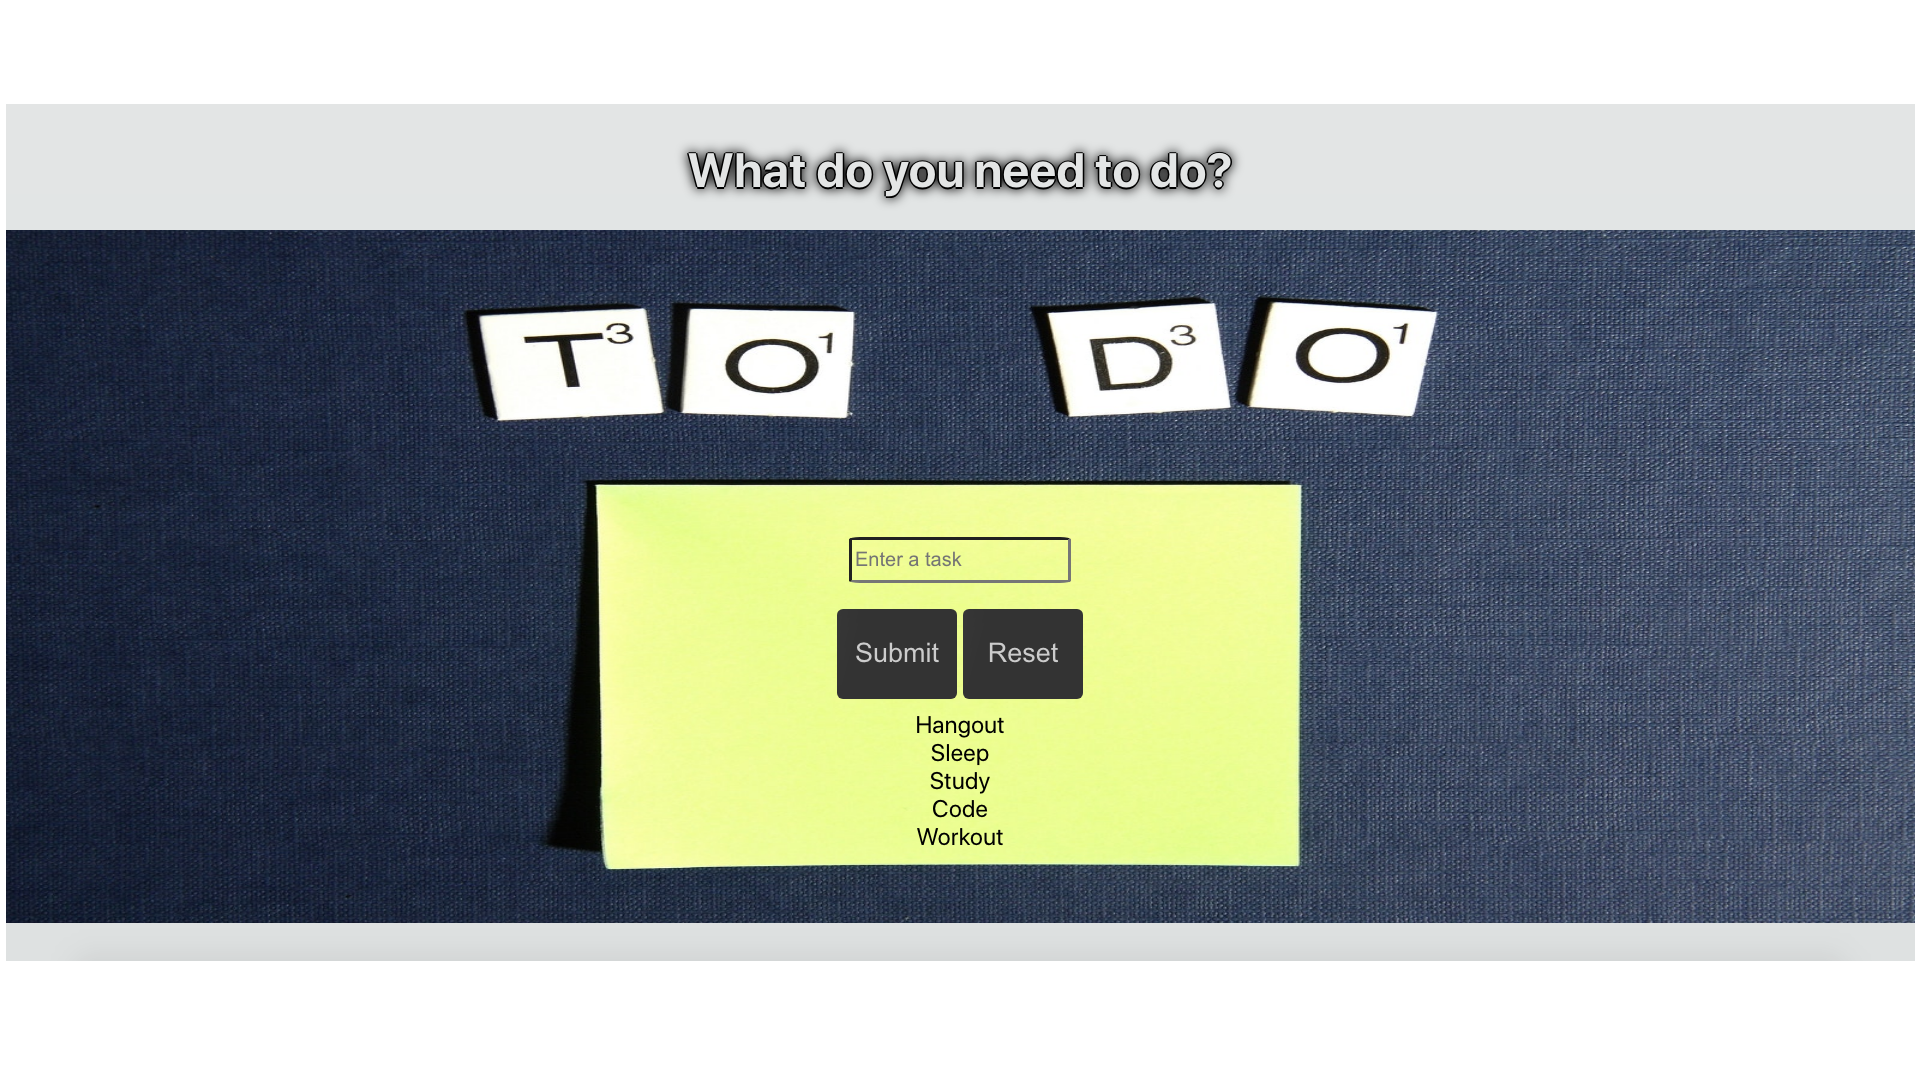 What do you need to do?
T3 O1 D3 O1
Enter a task
Submit Reset
Hangout
Sleep
Study
Code
Workout